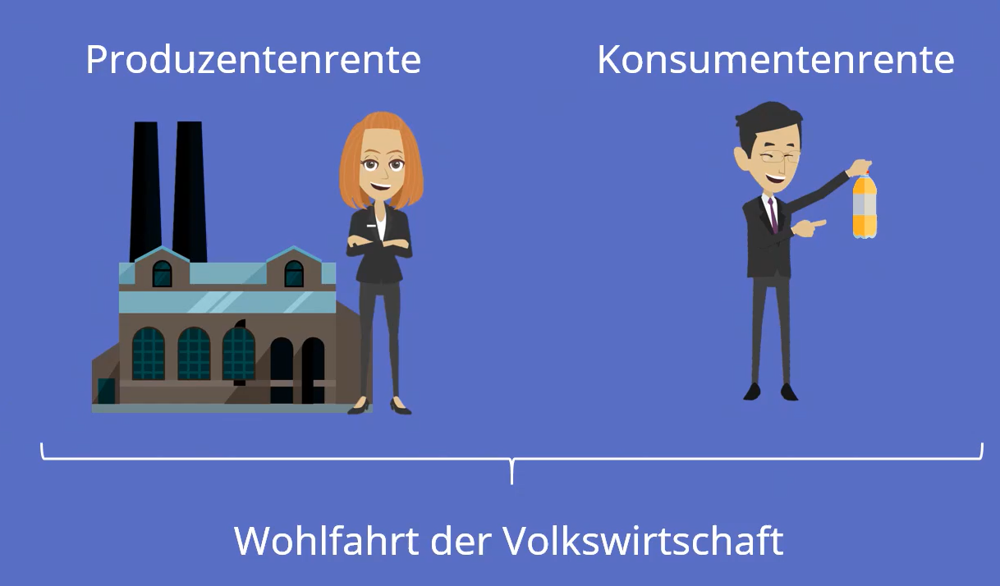 Produzentenrente
Konsumentenrente
Wohlfahrt der Volkswirtschaft